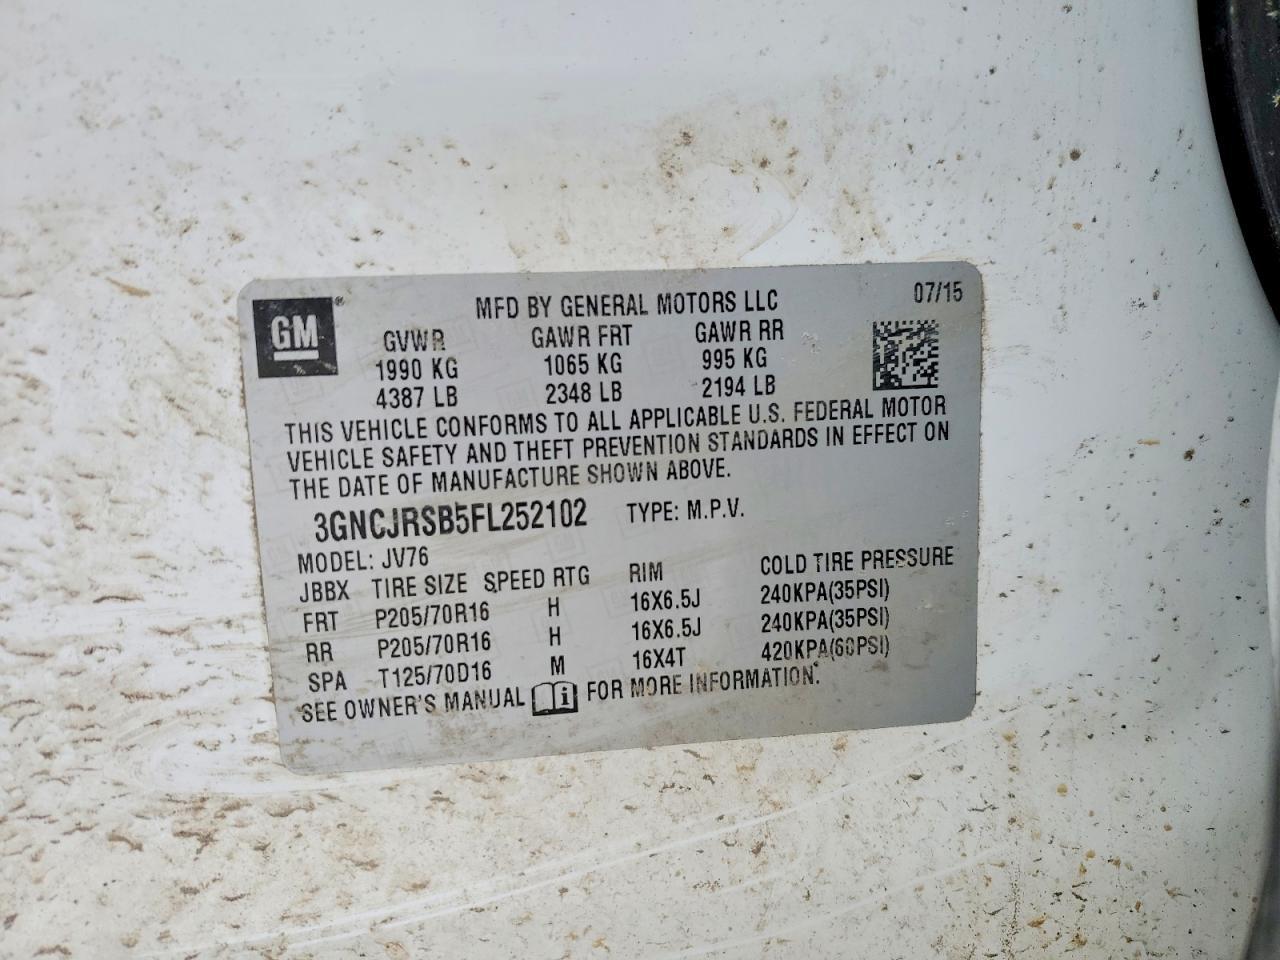 GM®
MFD BY GENERAL MOTORS LLC 07/15
GVWR GAWR FRT GAWR RR
1990 KG 1065 KG 995 KG
4387 LB 2348 LB 2194 LB
THIS VEHICLE CONFORMS TO ALL APPLICABLE U.S. FEDERAL MOTOR
VEHICLE SAFETY AND THEFT PREVENTION STANDARDS IN EFFECT ON
THE DATE OF MANUFACTURE SHOWN ABOVE.
3GNCJRSB5FL252102 TYPE: M.P.V.
MODEL: JV76
JBBX TIRE SIZE SPEED RTG RIM COLD TIRE PRESSURE
FRT P205/70R16 H 16X6.5J 240KPA(35PSI)
RR P205/70R16 H 16X6.5J 240KPA(35PSI)
SPA T125/70D16 M 16X4T 420KPA(60PSI)
SEE OWNER'S MANUAL FOR MORE INFORMATION.